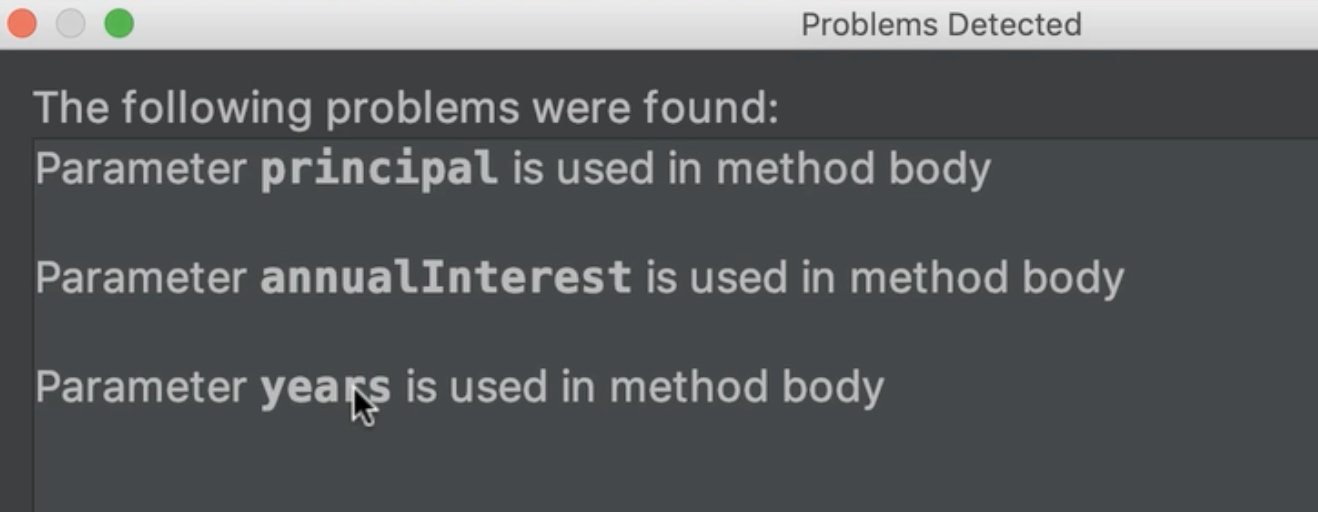 Problems Detected
The following problems were found:
Parameter principal is used in method body
Parameter annualInterest is used in method body
Parameter years is used in method body